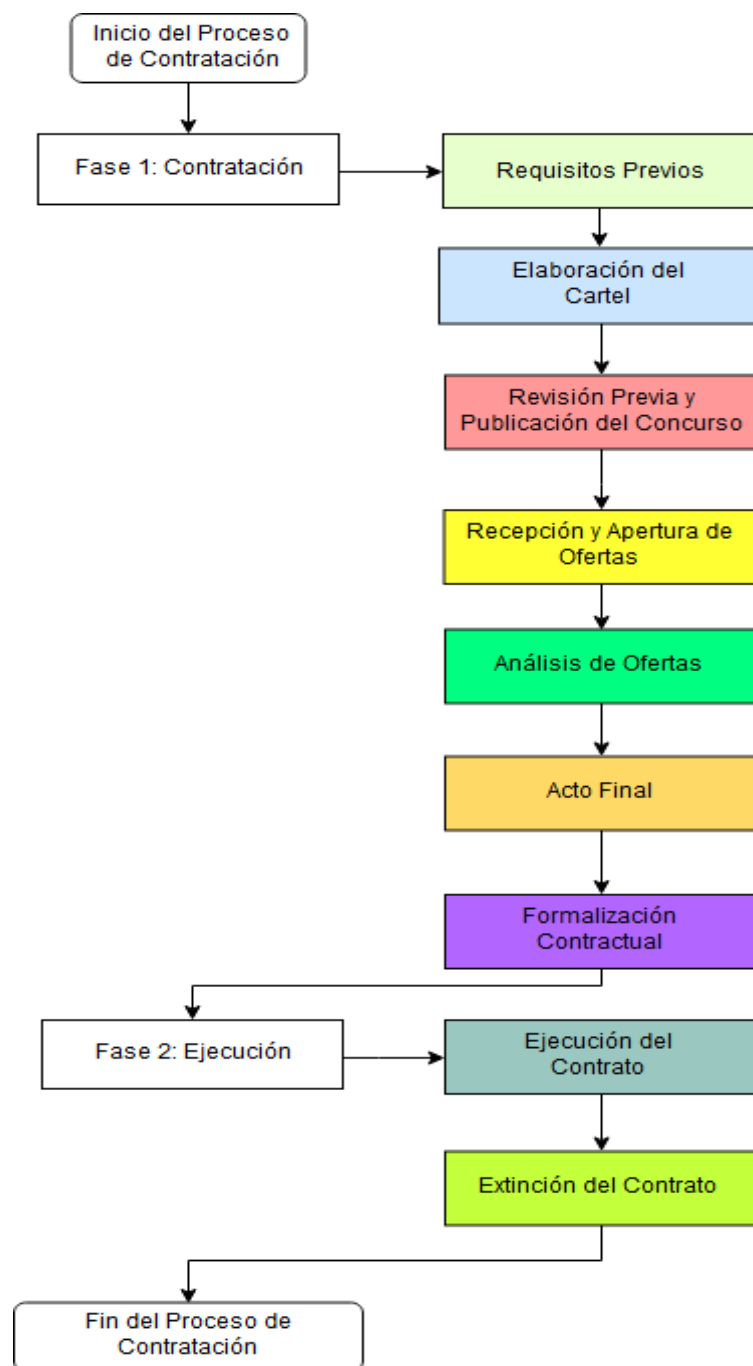 Inicio del Proceso
de Contratación
Fase 1: Contratación
Requisitos Previos
Elaboración del
Cartel
Revisión Previa y
Publicación del Concurso
Recepción y Apertura de
Ofertas
Análisis de Ofertas
Acto Final
Formalización
Contractual
Fase 2: Ejecución
Ejecución del
Contrato
Extinción del Contrato
Fin del Proceso de
Contratación